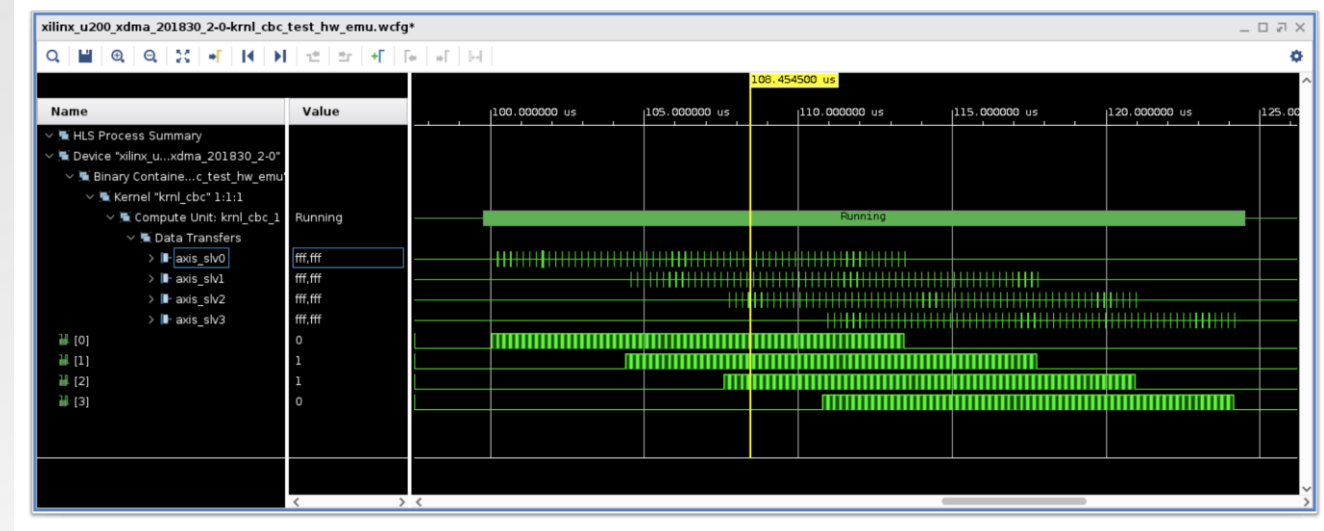 xilinx_u200_xdma_201830_2-0-krnl_cbc_test_hw_emu.wcfg*
108.454500 us
Name Value 100.000000 us 105.000000 us 110.000000 us 115.000000 us 120.000000 us 125.00
HLS Process Summary
Device "xilinx_u...xdma_201830_2-0"
Binary Containe...c_test_hw_emu'
Kernel "krnl_cbc" 1:1:1
Compute Unit: krnl_cbc_1 Running Running
Data Transfers
axis_slv0 fff,fff
axis_slv1 fff,fff
axis_slv2 fff,fff
axis_slv3 fff,fff
[0] 0
[1] 1
[2] 1
[3] 0